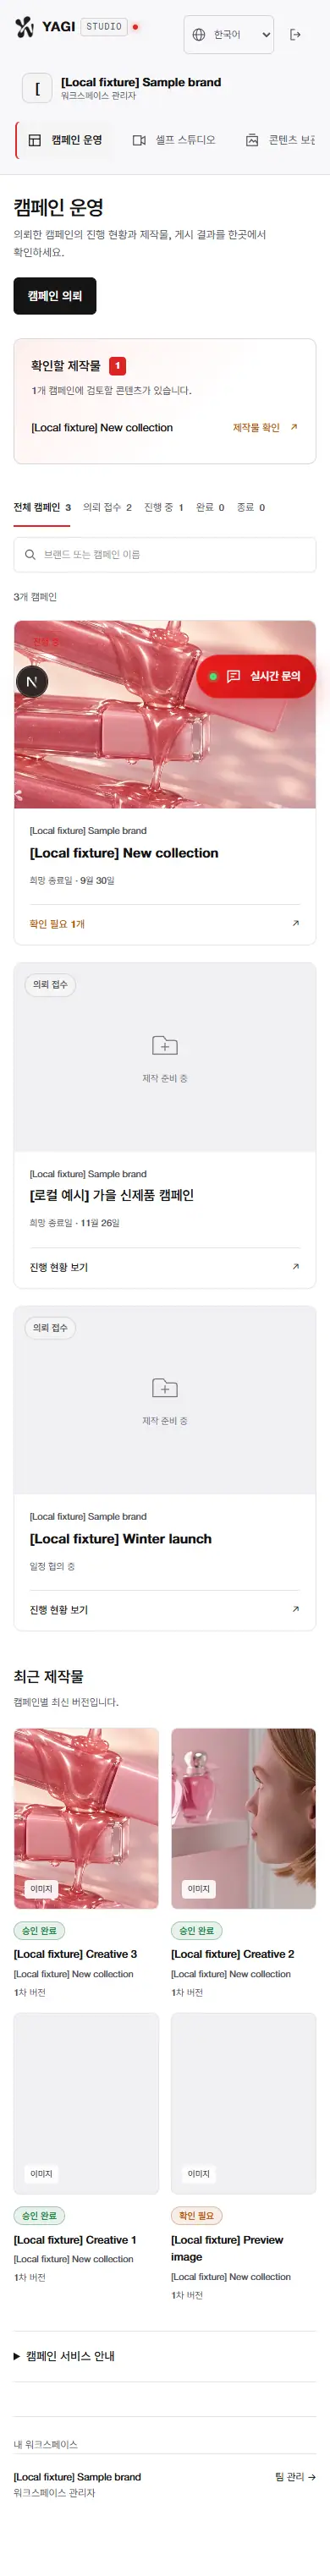 YAGI STUDIO
한국어
[
[Local fixture] Sample brand
워크스페이스 관리자
캠페인 운영
셀프 스튜디오
콘텐츠
캠페인 운영
의뢰한 캠페인의 진행 현황과 제작물, 게시 결과를 한곳에서
확인하세요.
캠페인 의뢰
확인할 제작물 1
1개 캠페인에 검토할 콘텐츠가 있습니다.
[Local fixture] New collection
제작물 확인 ↗
전체 캠페인 3
의뢰 접수 2
진행 중 1
완료 0
종료 0
브랜드 또는 캠페인 이름
3개 캠페인
진행 중
N
실시간 문의
[Local fixture] Sample brand
[Local fixture] New collection
희망 종료일 · 9월 30일
확인 필요 1개 ↗
의뢰 접수
제작 준비 중
[Local fixture] Sample brand
[로컬 예시] 가을 신제품 캠페인
희망 종료일 · 11월 26일
진행 현황 보기 ↗
의뢰 접수
제작 준비 중
[Local fixture] Sample brand
[Local fixture] Winter launch
일정 협의 중
진행 현황 보기 ↗
최근 제작물
캠페인별 최신 버전입니다.
이미지
승인 완료
[Local fixture] Creative 3
[Local fixture] New collection
1차 버전
이미지
승인 완료
[Local fixture] Creative 2
[Local fixture] New collection
1차 버전
이미지
승인 완료
[Local fixture] Creative 1
[Local fixture] New collection
1차 버전
이미지
확인 필요
[Local fixture] Preview
image
[Local fixture] New collection
1차 버전
▶ 캠페인 서비스 안내
내 워크스페이스
[Local fixture] Sample brand
워크스페이스 관리자
팀 관리 →